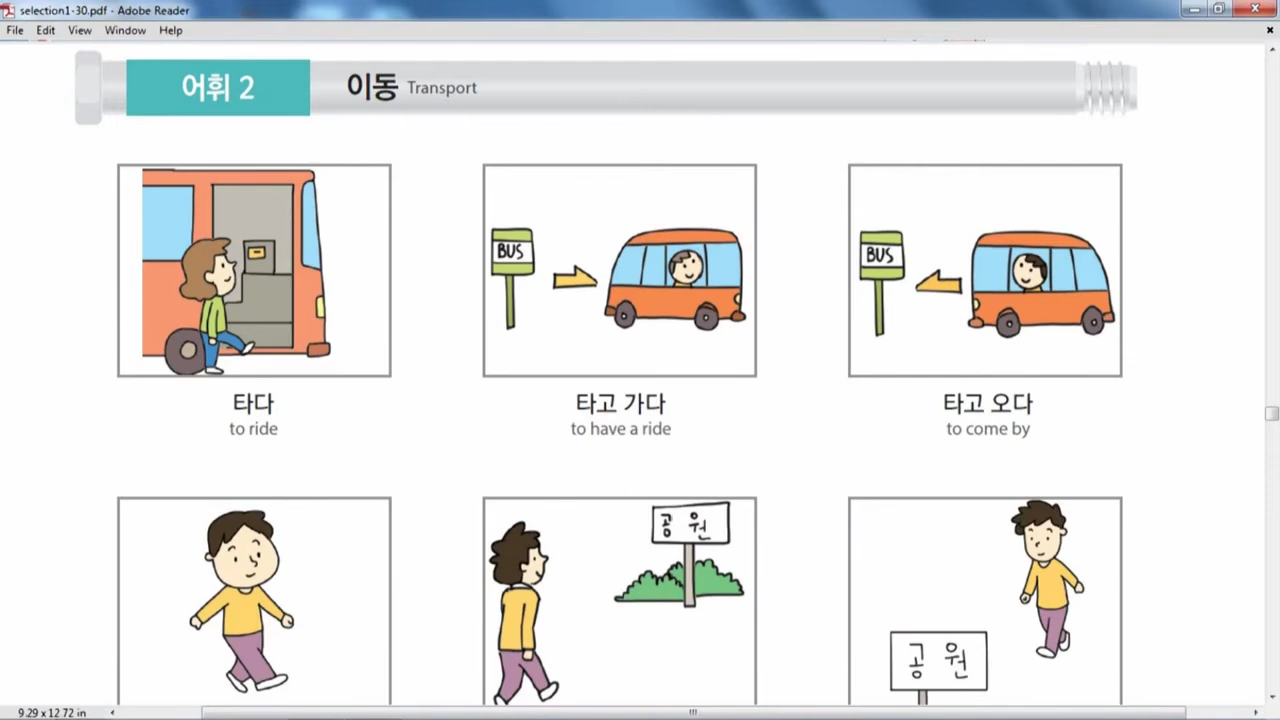 selection1-30.pdf - Adobe Reader
File Edit View Window Help
어휘 2 이동 Transport
BUS
BUS
타다
to ride
타고 가다
to have a ride
타고 오다
to come by
공원
공원
9.29 x 12.72 in